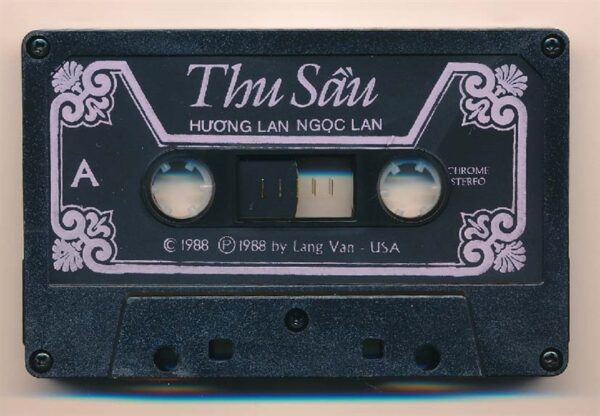 Thu Sầu
HƯƠNG LAN NGỌC LAN
A
CHROME
STEREO
© 1988 Ⓟ 1988 by Lang Van - USA